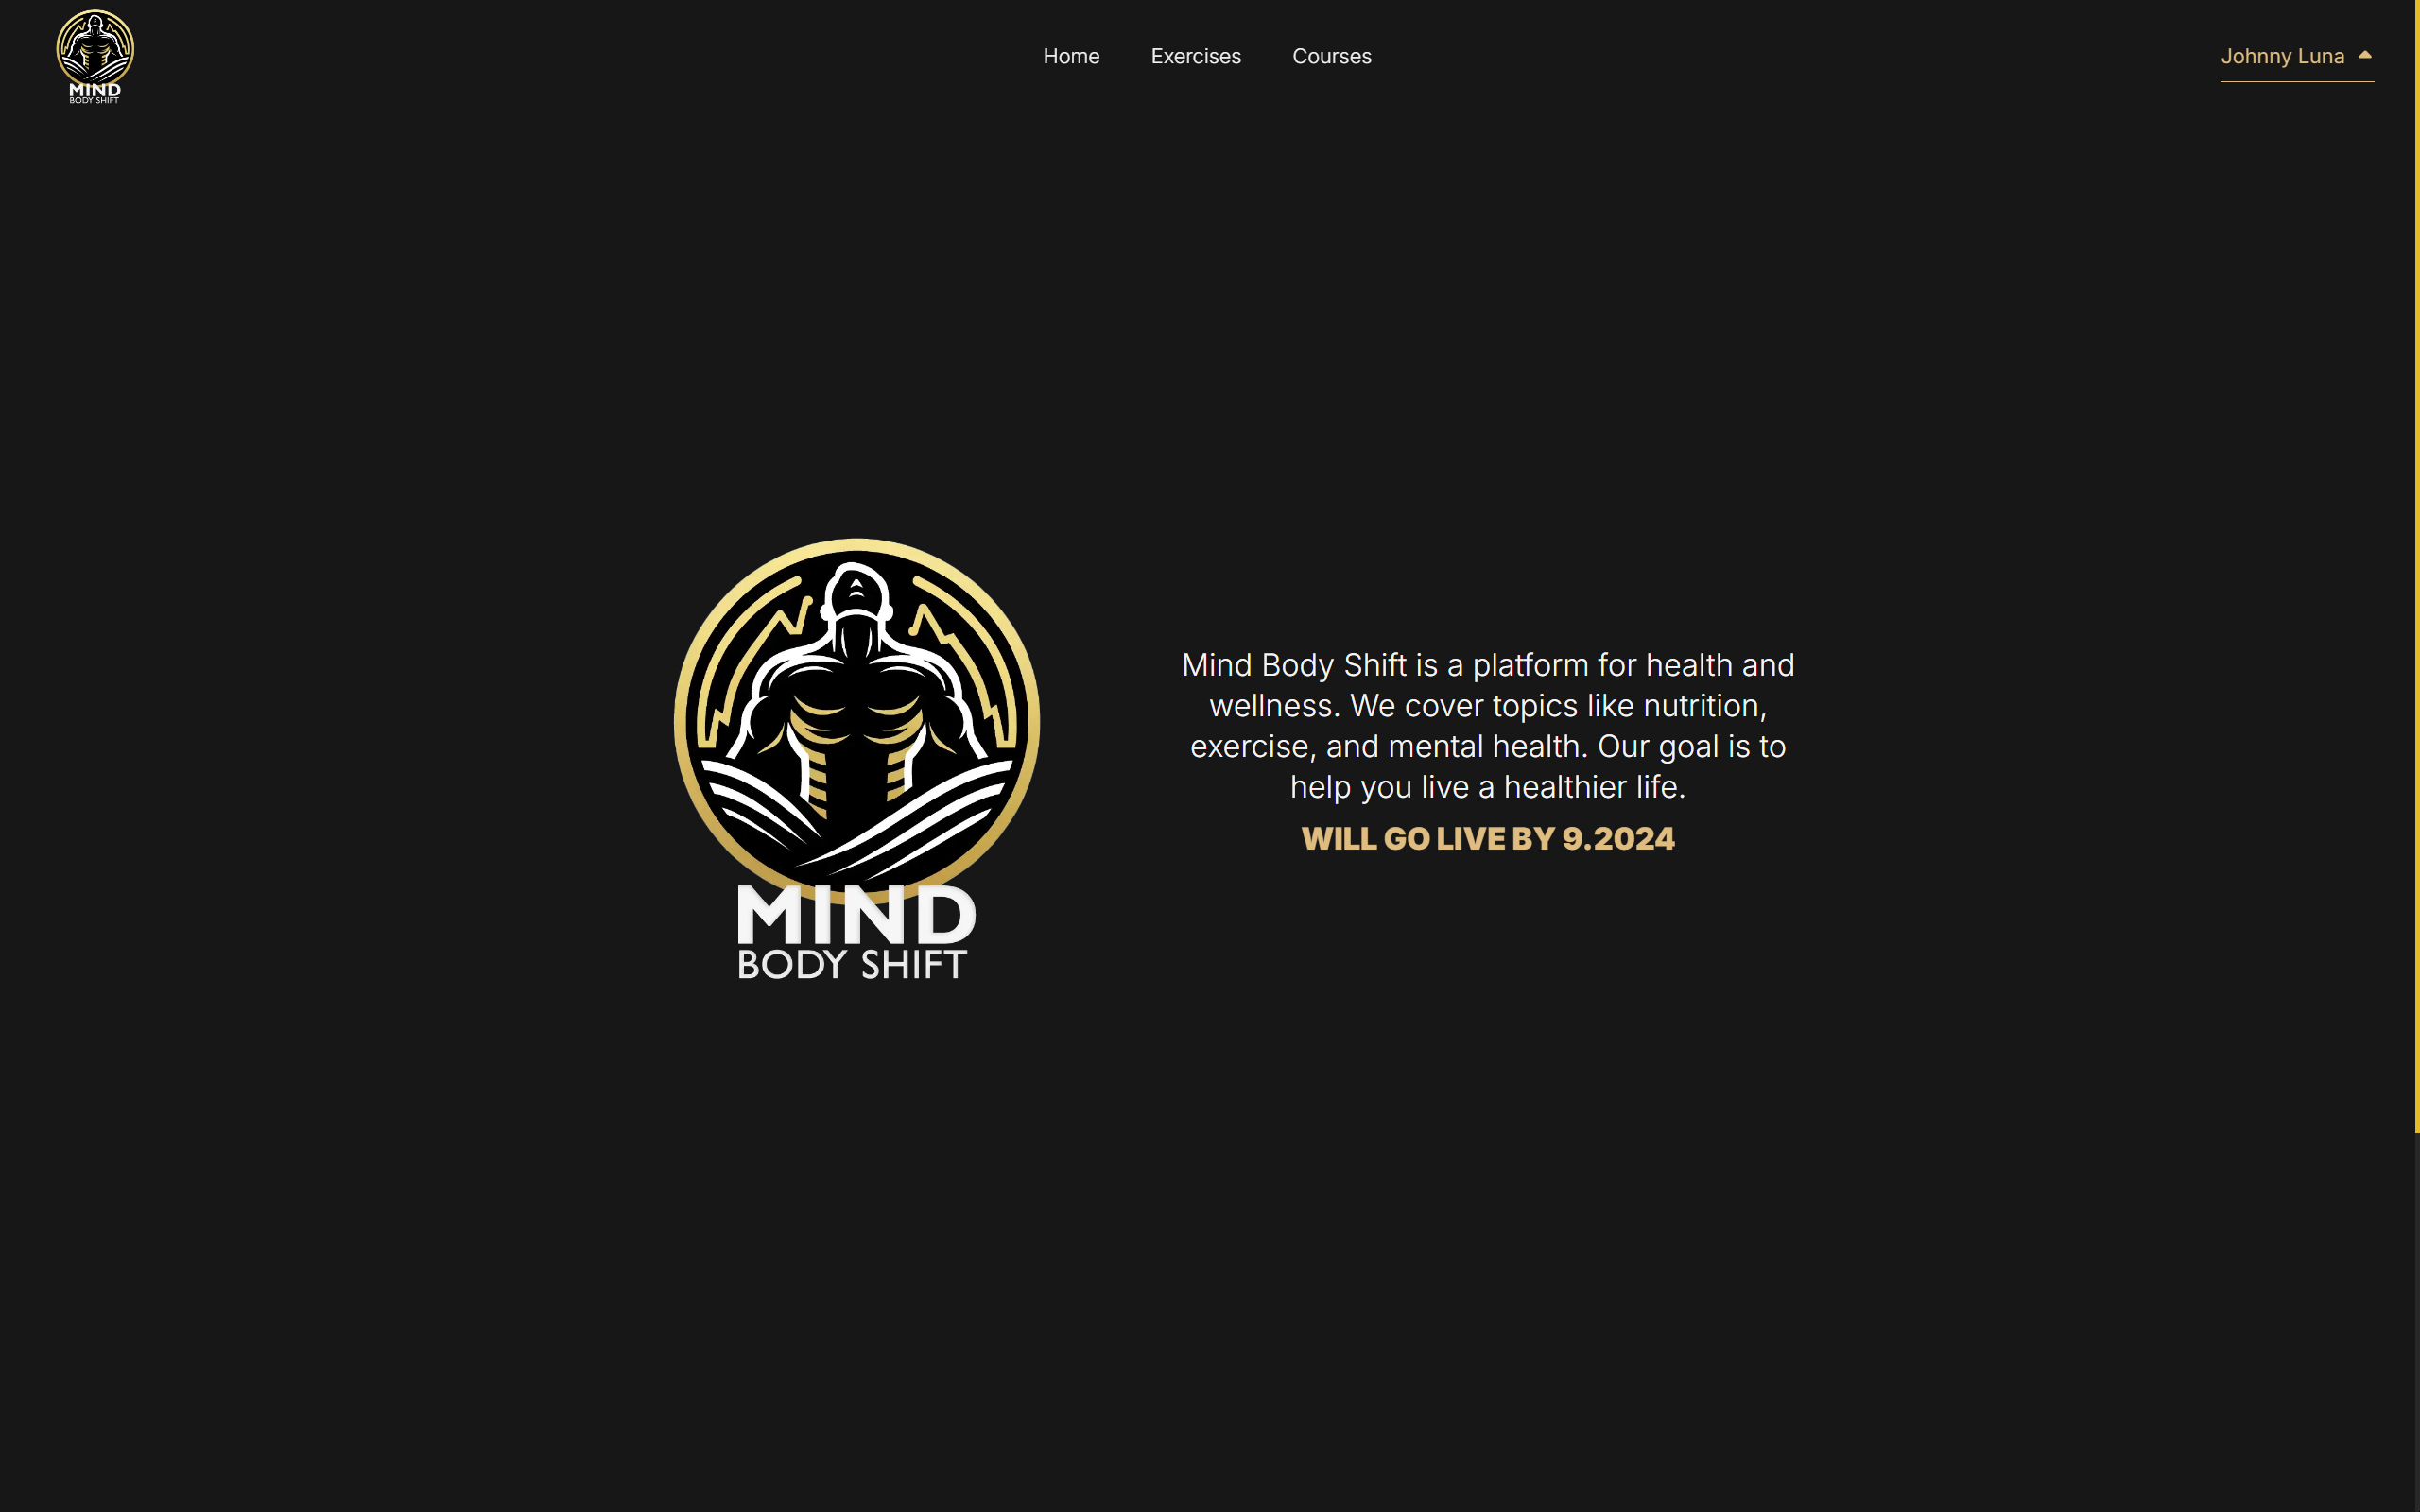 MIND
BODY SHIFT
Home Exercises Courses
Johnny Luna
Mind Body Shift is a platform for health and
wellness. We cover topics like nutrition,
exercise, and mental health. Our goal is to
help you live a healthier life.
WILL GO LIVE BY 9.2024
MIND
BODY SHIFT